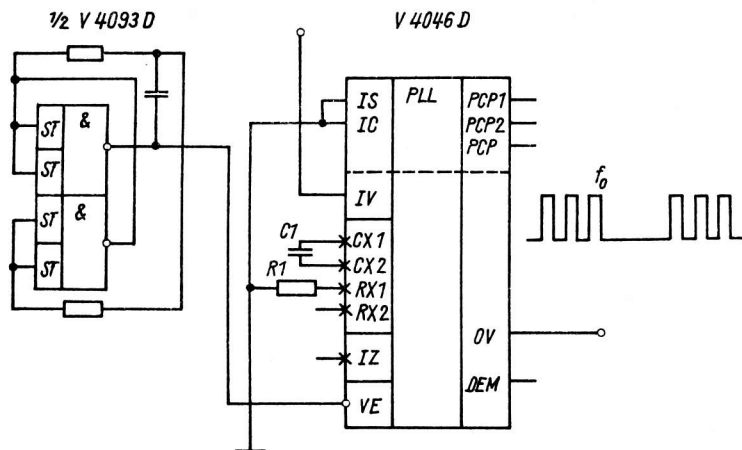 ½ V 4093 D
V 4046 D
ST
&
ST
ST
&
ST
C1
R1
IS
IC
IV
CX1
CX2
RX1
RX2
IZ
VE
PLL
PCP1
PCP2
PCP
OV
DEM
f₀